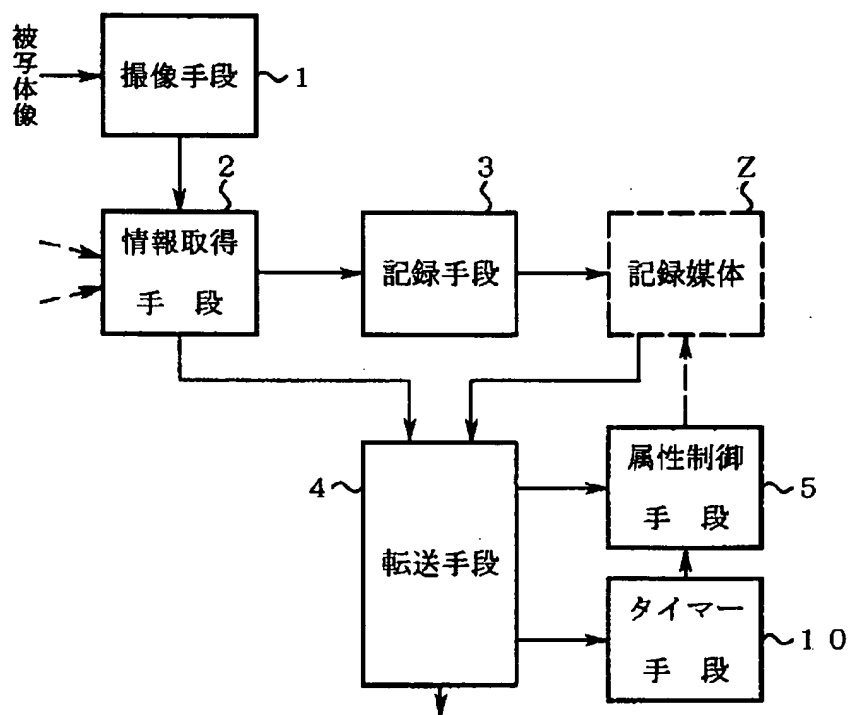 被写体像
撮像手段
1
2
情報取得
手 段
3
記録手段
Z
記録媒体
4
転送手段
属性制御
手 段
5
タイマー
手 段
10